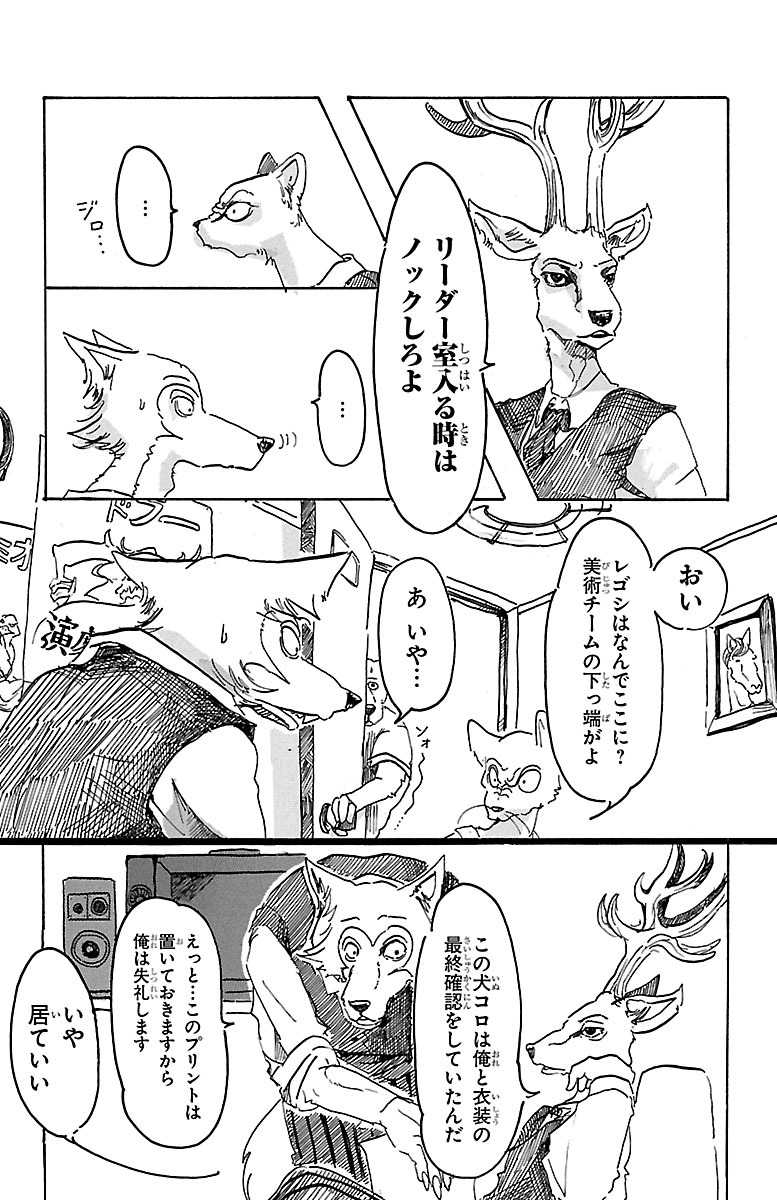 リーダー室入る時は
ノックしろよ
…
ジロ…
…
おい
レゴシはなんでここに？
美術チームの下っ端がよ
あ いや…
ソォ
演
この犬コロは俺と衣装の
最終確認をしていたんだ
えっと…このプリントは
置いておきますから
俺は失礼します
いや
居ていい